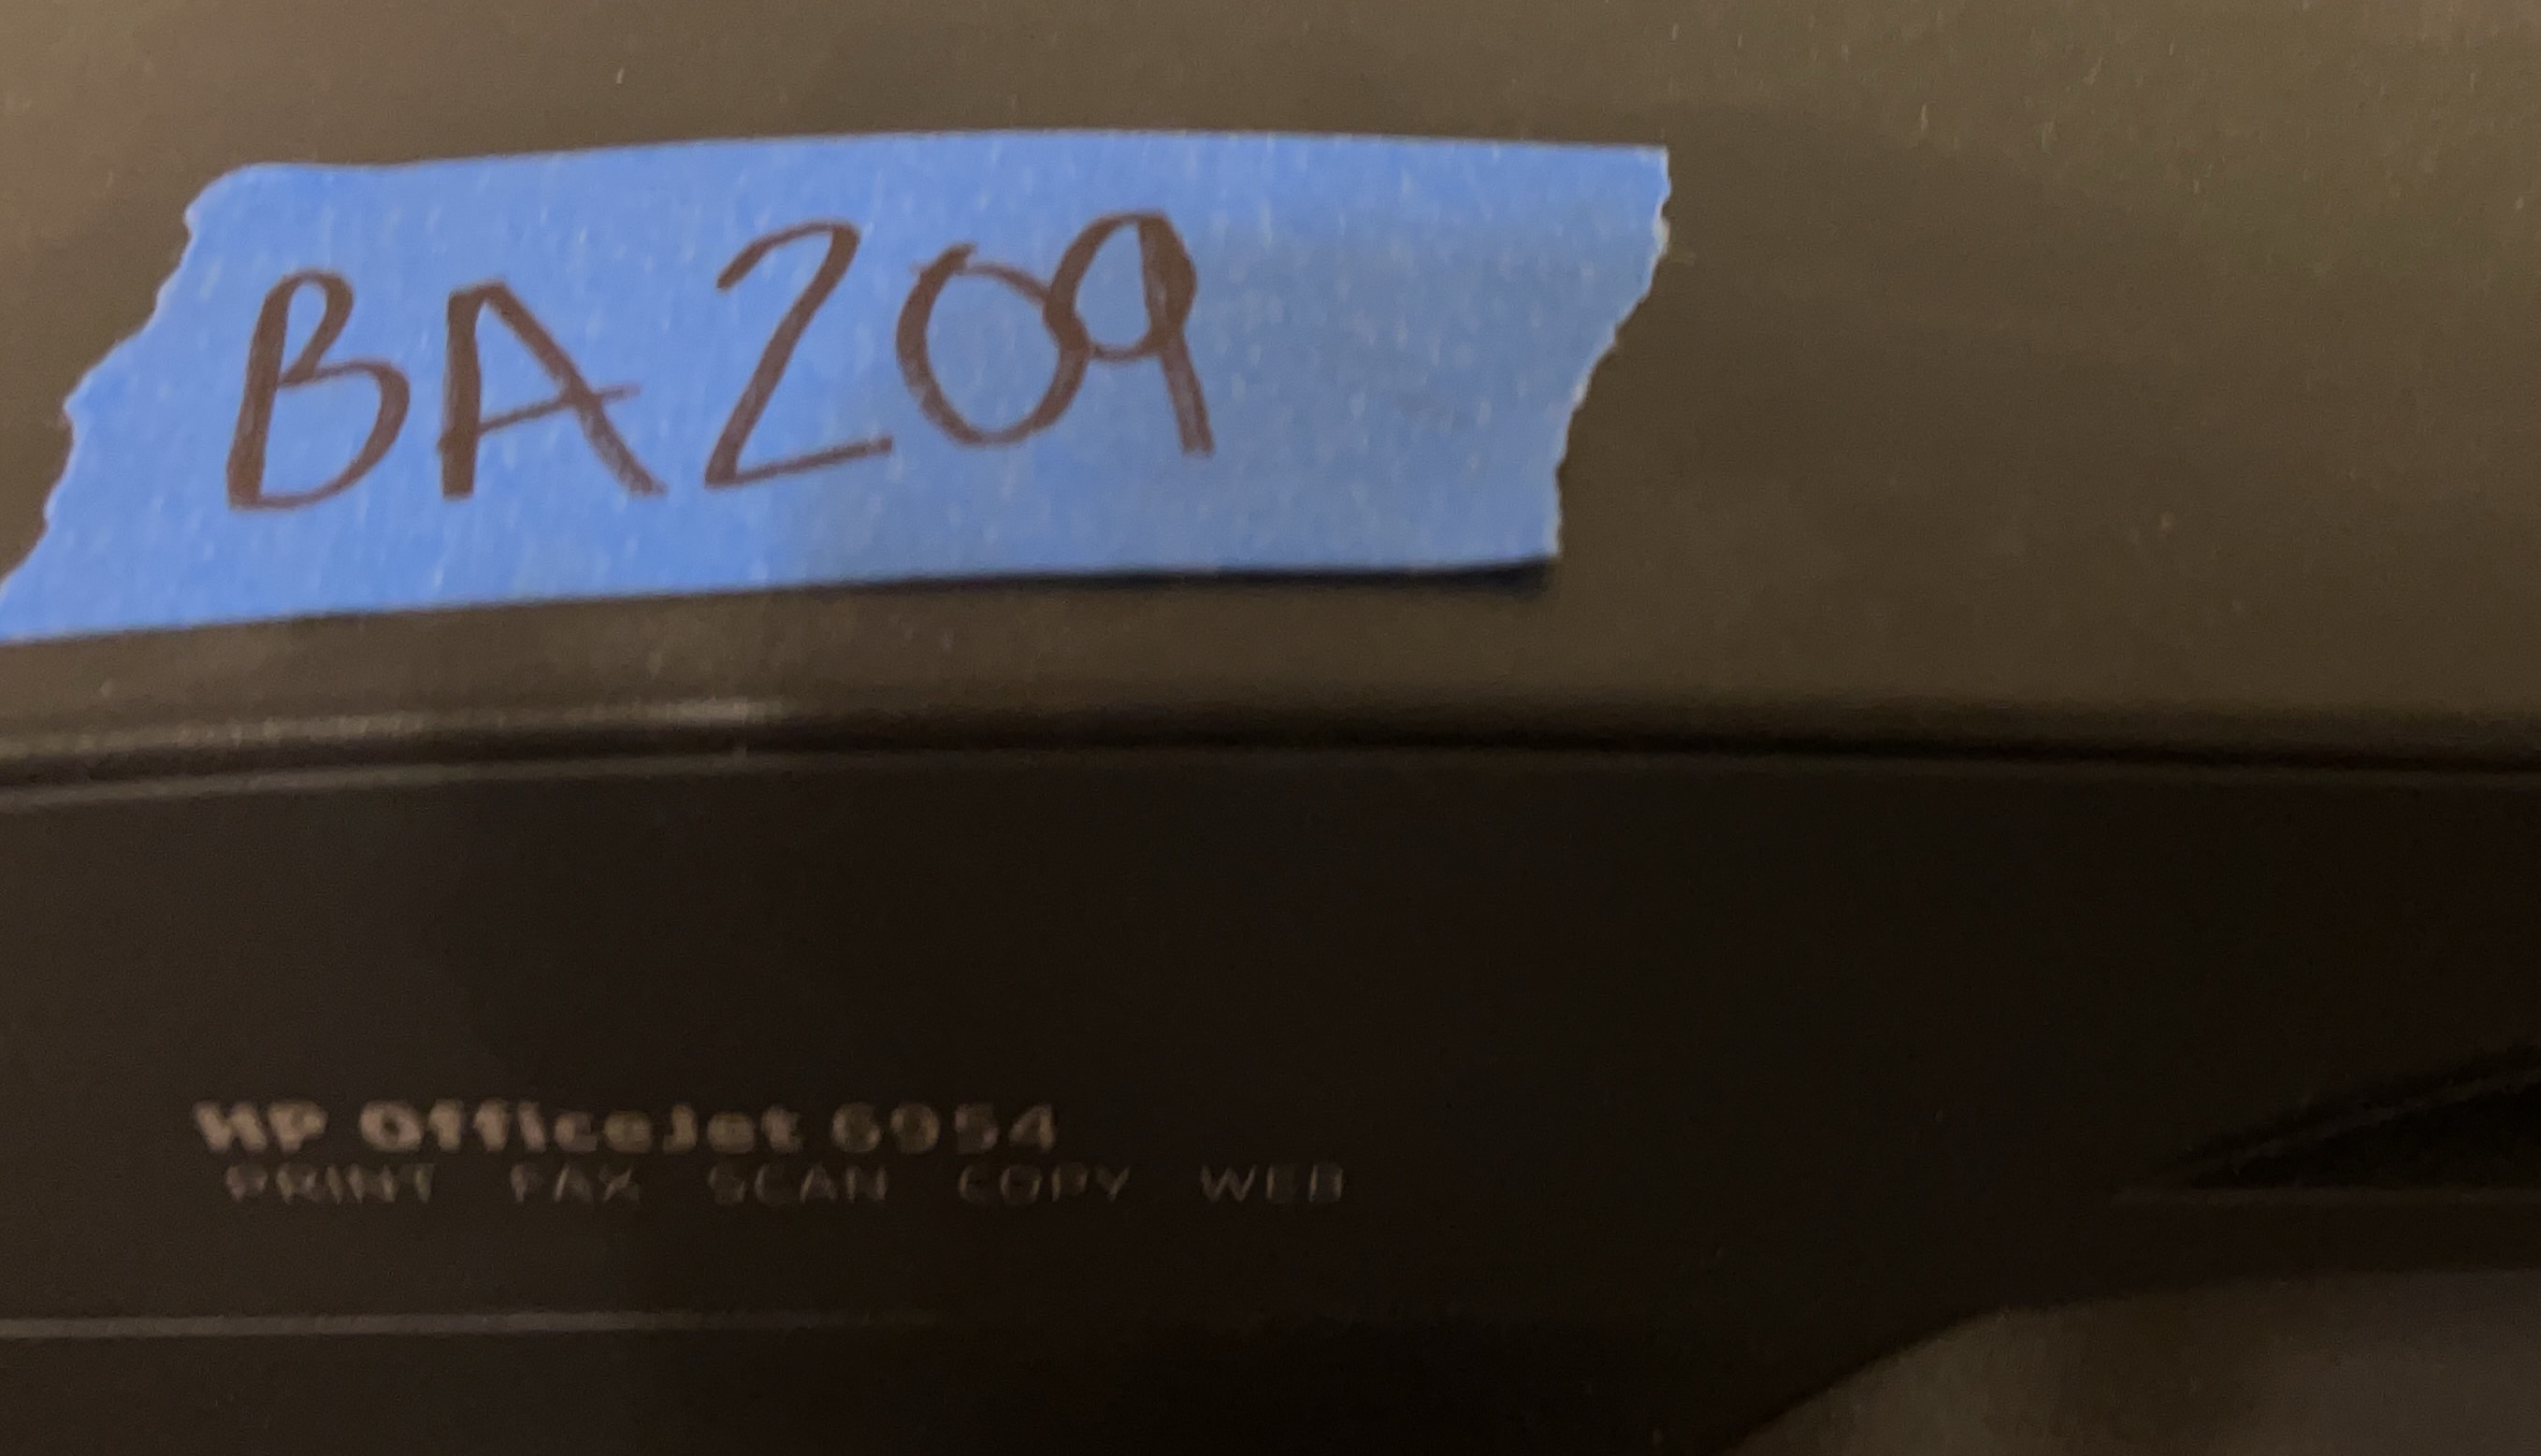 BA209
HP OfficeJet 6954
PRINT FAX SCAN COPY WEB